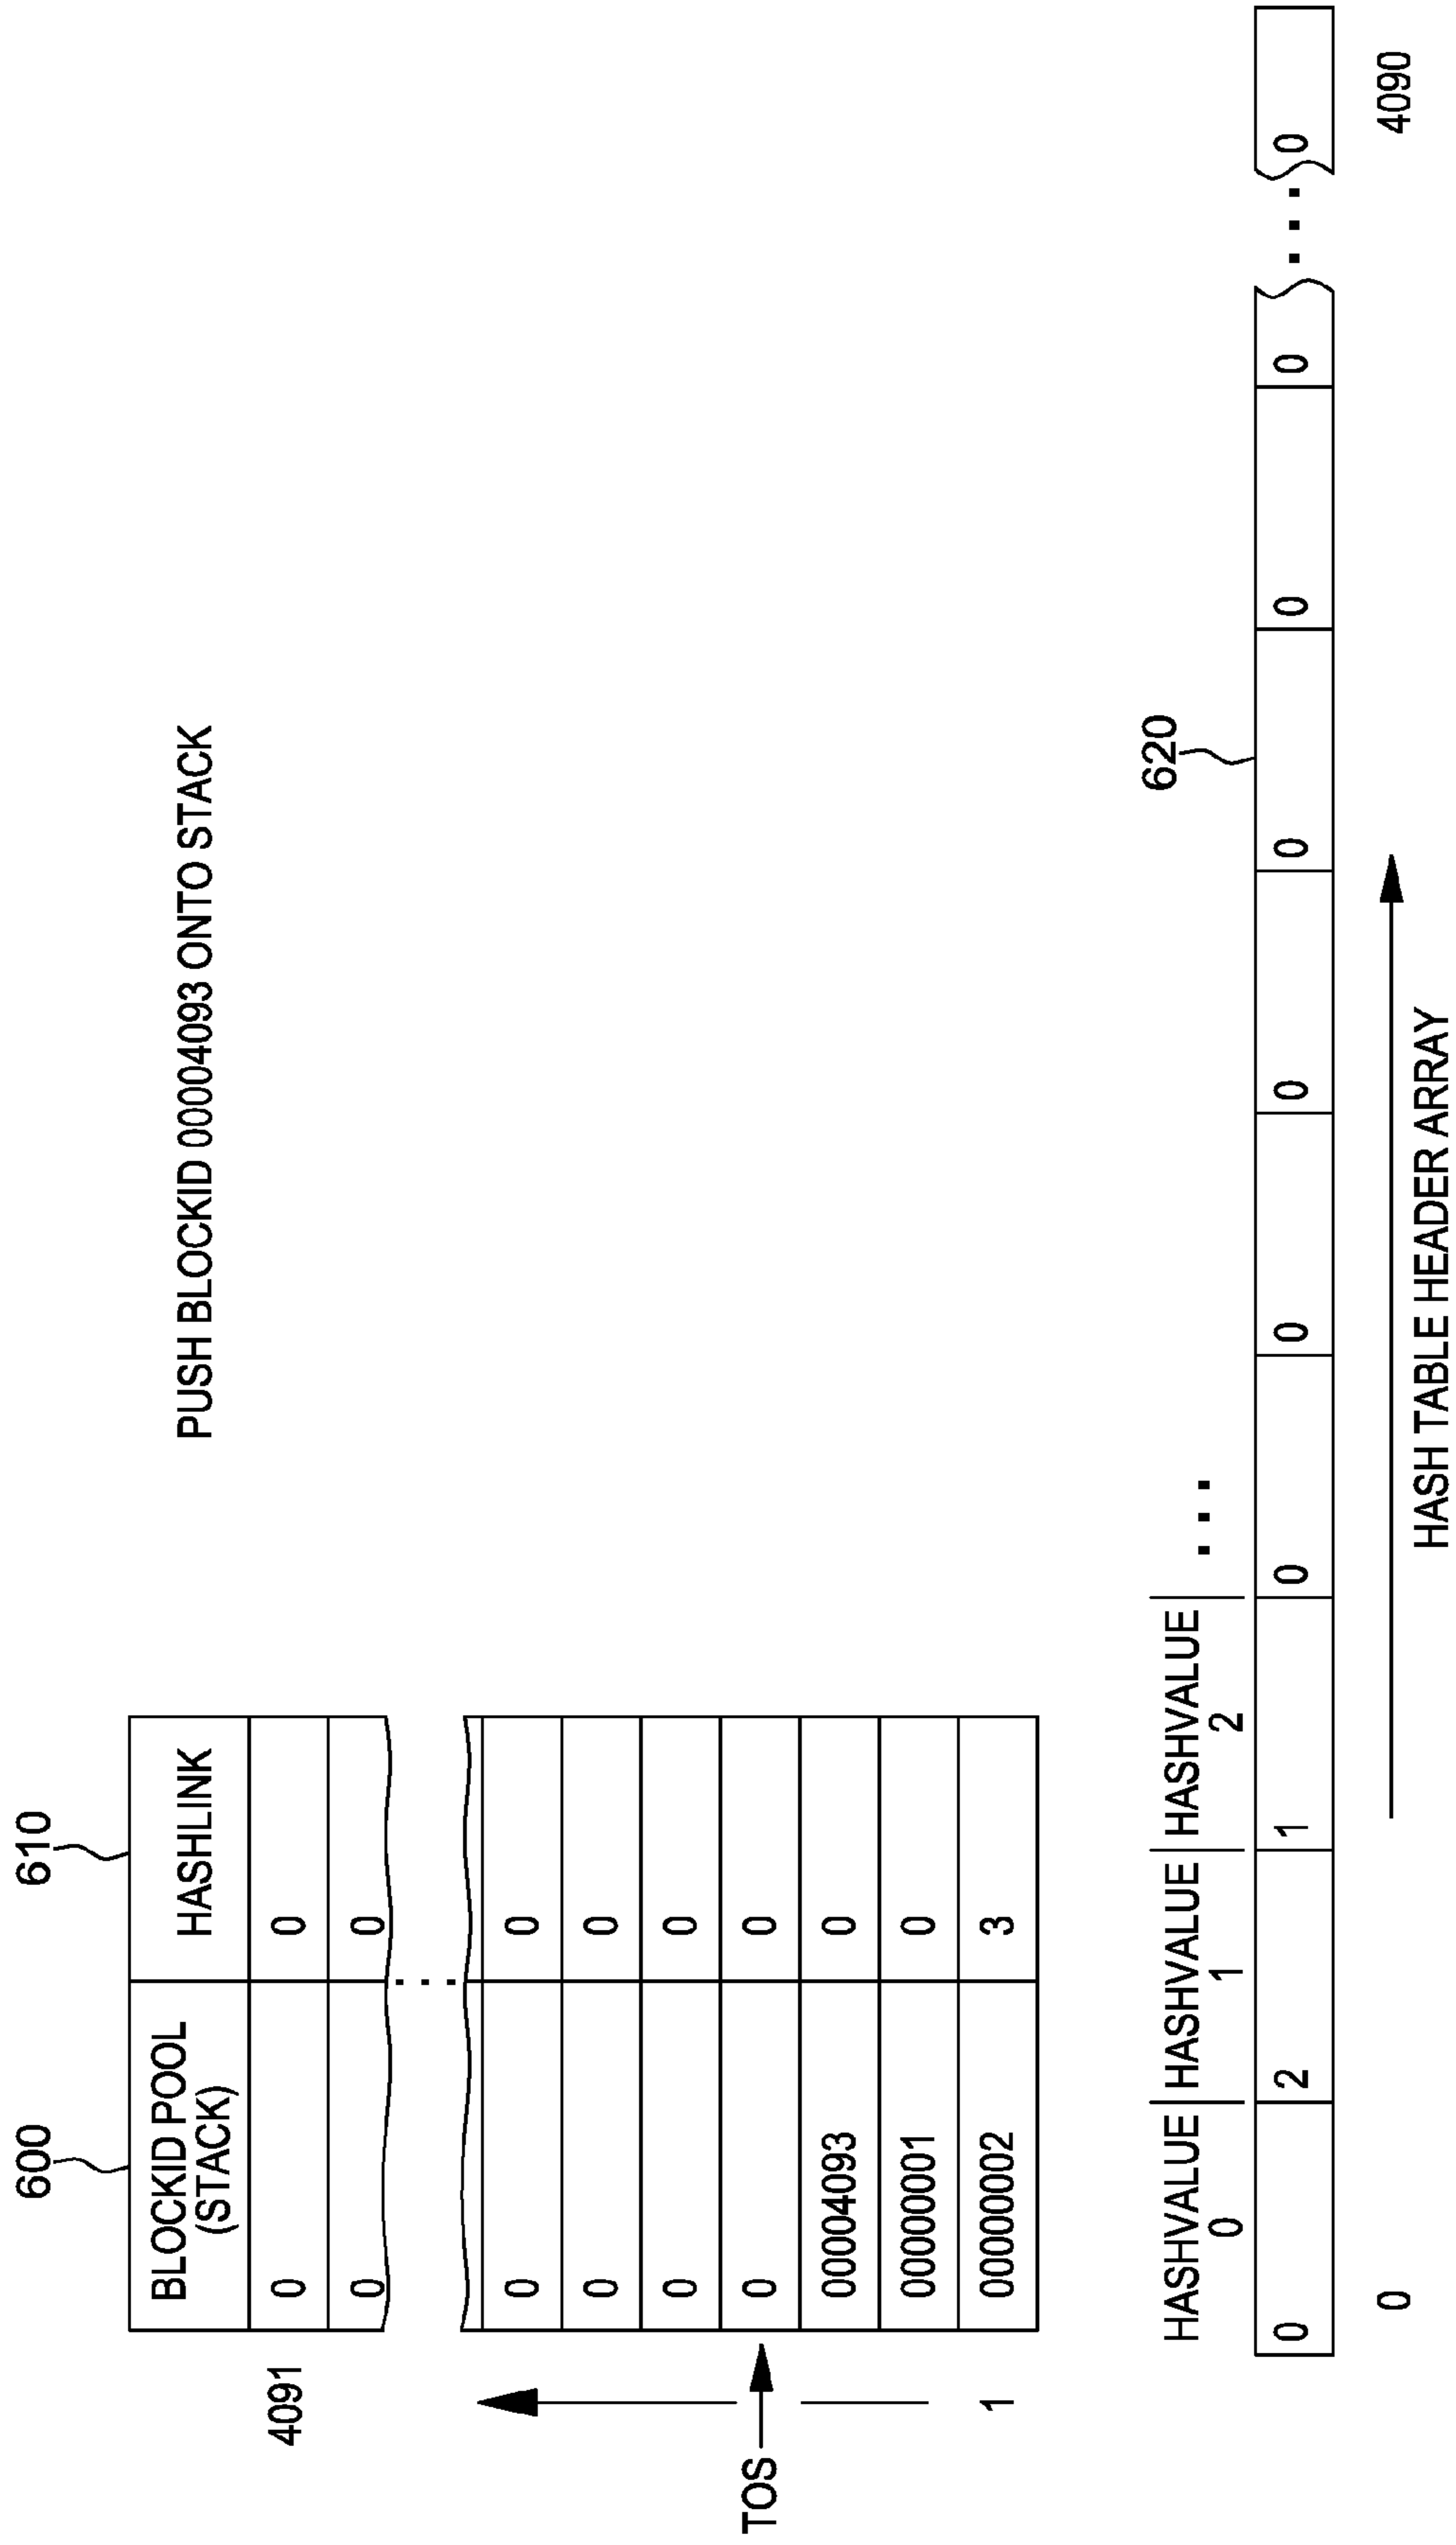 PUSH BLOCKID 00004093 ONTO STACK
600
610
BLOCKID POOL
(STACK)
HASHLINK
4091
0 0
0 0
. . .
0 0
0 0
0 0
TOS
0 0
00004093 0
00000001 0
1
00000002 3
620
HASHVALUE HASHVALUE HASHVALUE . . .
0 1 2
0 2 1 0 0 0 0 0 0 . . . 0
0
4090
HASH TABLE HEADER ARRAY